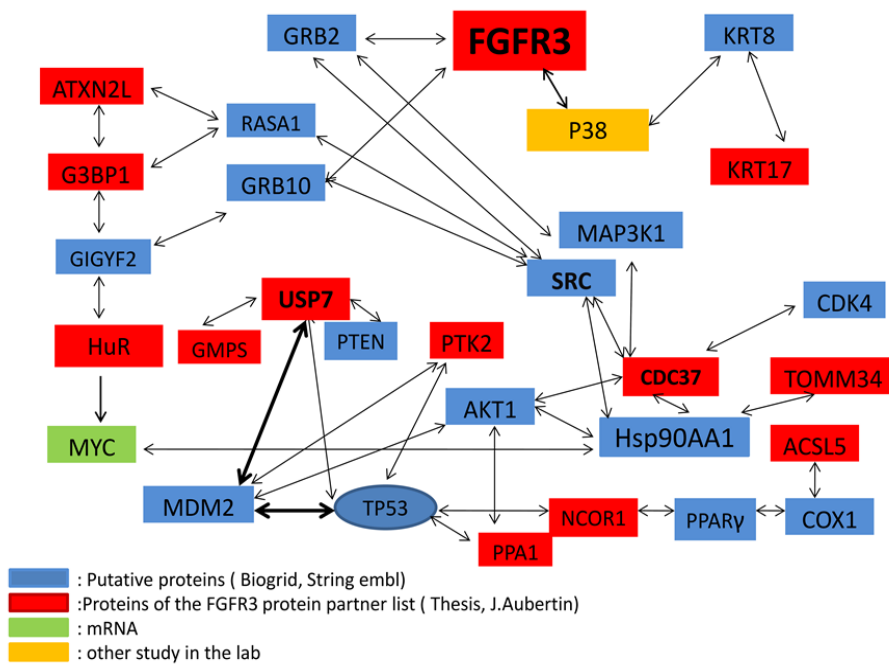 GRB2
FGFR3
KRT8
ATXN2L
RASA1
P38
G3BP1
GRB10
KRT17
MAP3K1
GIGYF2
SRC
USP7
CDK4
HuR
GMPS
PTEN
PTK2
CDC37
TOMM34
AKT1
Hsp90AA1
MYC
ACSL5
MDM2
TP53
NCOR1
PPARγ
COX1
PPA1
: Putative proteins ( Biogrid, String embl)
:Proteins of the FGFR3 protein partner list ( Thesis, J.Aubertin)
: mRNA
: other study in the lab